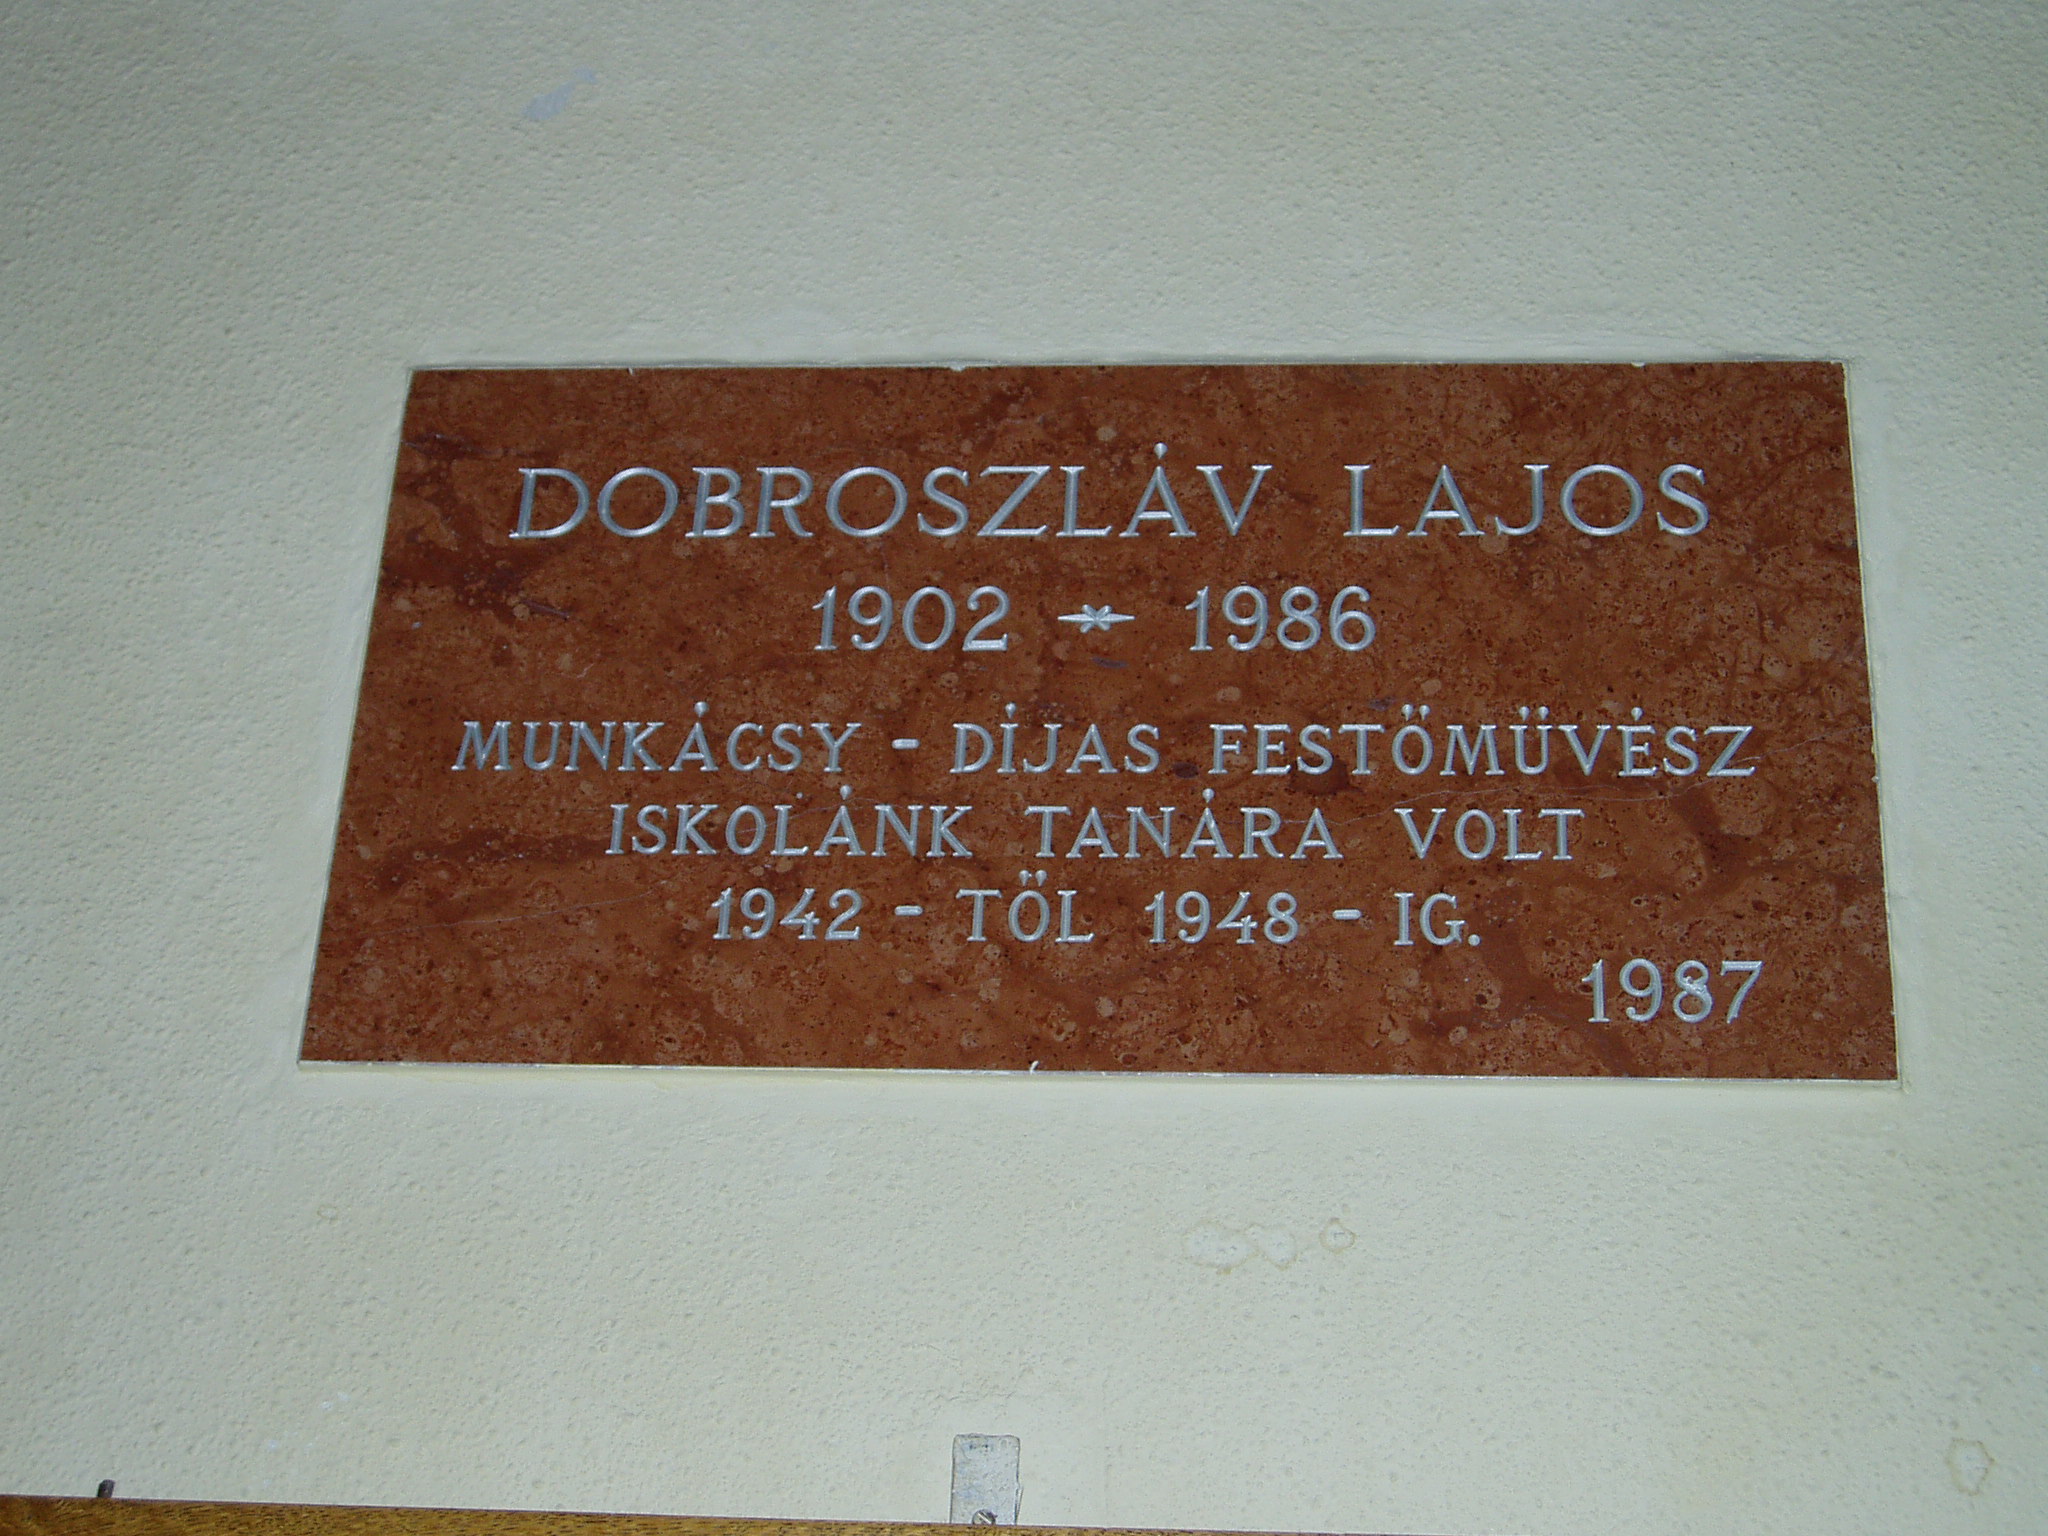 DOBROSZLÁV LAJOS
1902 * 1986
MUNKÁCSY - DÍJAS FESTŐMŰVÉSZ
ISKOLÁNK TANÁRA VOLT
1942 - TŐL 1948 - IG.
1987